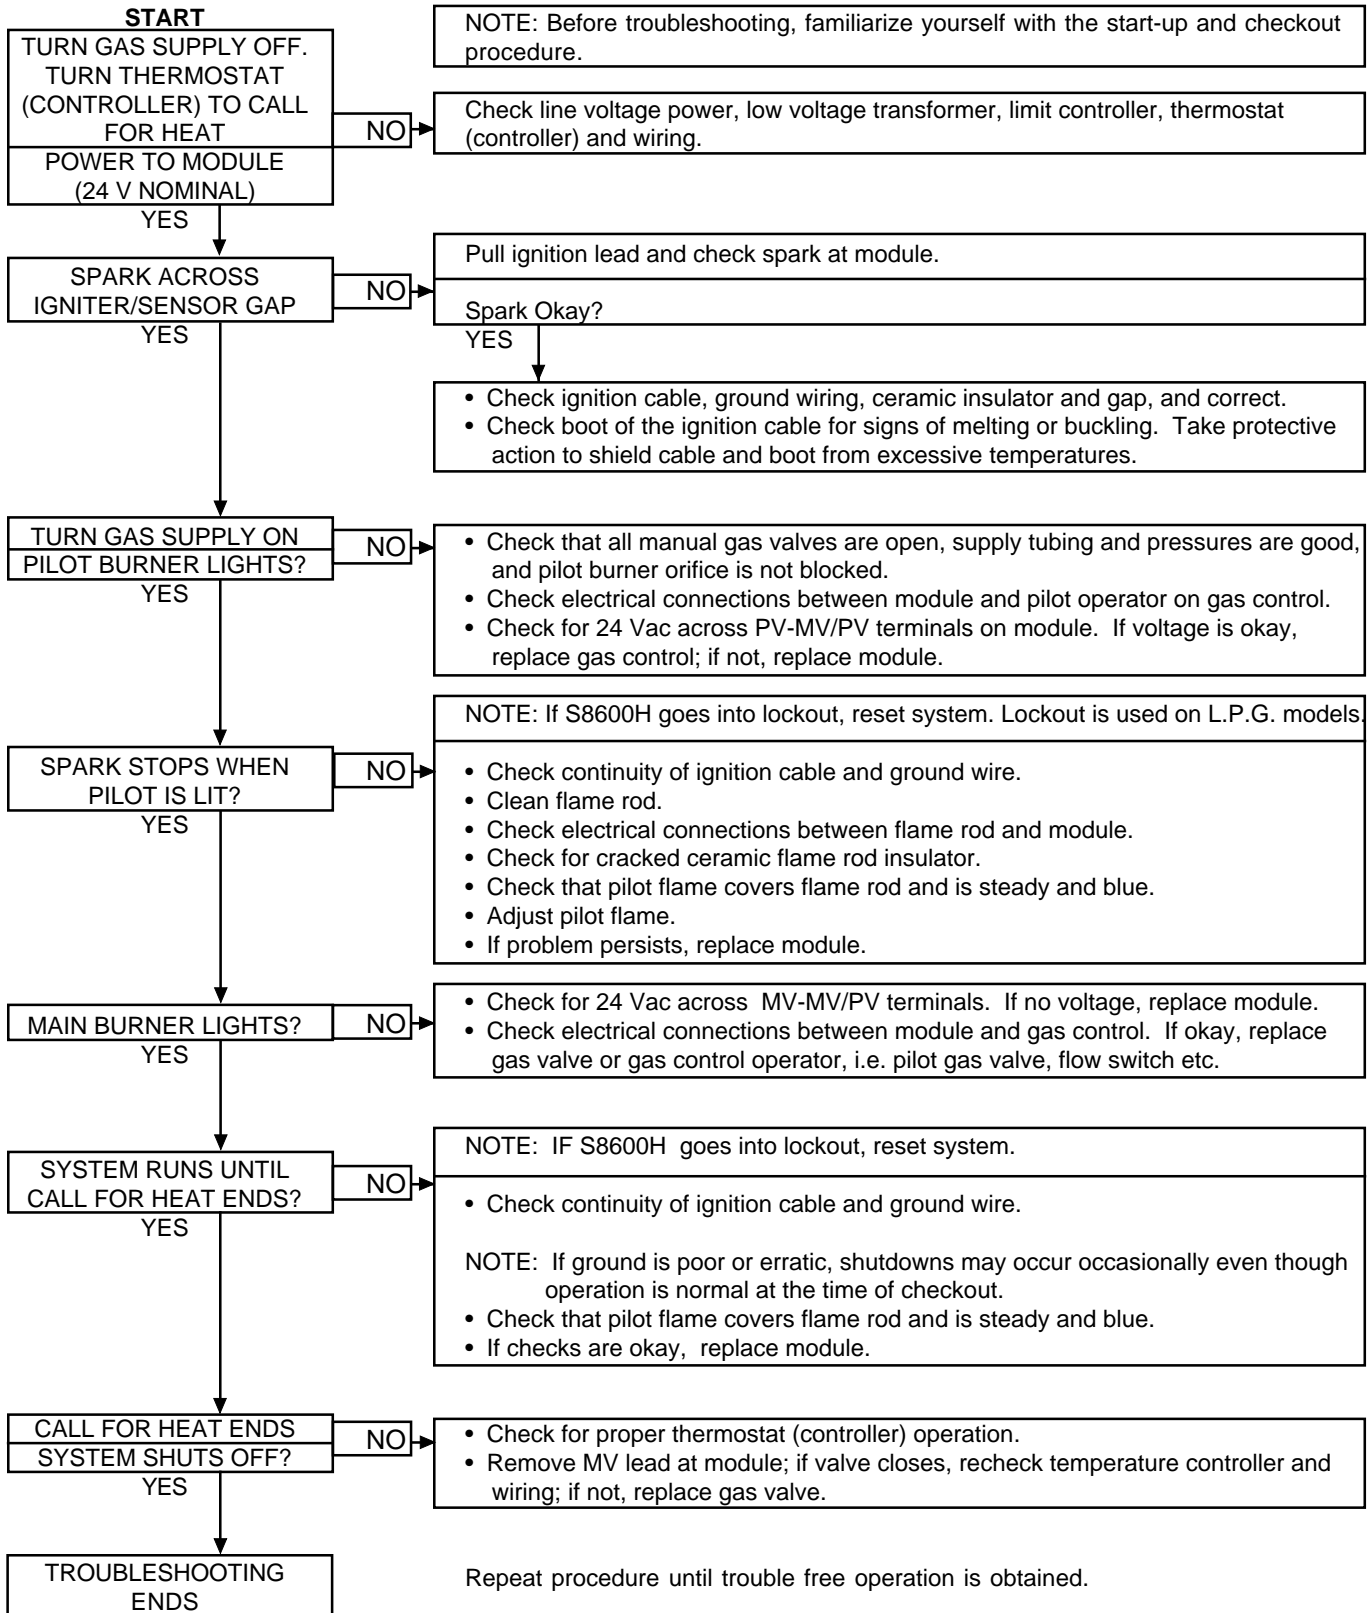 START
TURN GAS SUPPLY OFF.
TURN THERMOSTAT
(CONTROLLER) TO CALL
FOR HEAT
POWER TO MODULE
(24 V NOMINAL)
NO
YES
NOTE: Before troubleshooting, familiarize yourself with the start-up and checkout
procedure.
Check line voltage power, low voltage transformer, limit controller, thermostat
(controller) and wiring.
SPARK ACROSS
IGNITER/SENSOR GAP
NO
YES
Pull ignition lead and check spark at module.
Spark Okay?
YES
• Check ignition cable, ground wiring, ceramic insulator and gap, and correct.
• Check boot of the ignition cable for signs of melting or buckling. Take protective
action to shield cable and boot from excessive temperatures.
TURN GAS SUPPLY ON
PILOT BURNER LIGHTS?
NO
YES
• Check that all manual gas valves are open, supply tubing and pressures are good,
and pilot burner orifice is not blocked.
• Check electrical connections between module and pilot operator on gas control.
• Check for 24 Vac across PV-MV/PV terminals on module. If voltage is okay,
replace gas control; if not, replace module.
SPARK STOPS WHEN
PILOT IS LIT?
NO
YES
NOTE: If S8600H goes into lockout, reset system. Lockout is used on L.P.G. models.
• Check continuity of ignition cable and ground wire.
• Clean flame rod.
• Check electrical connections between flame rod and module.
• Check for cracked ceramic flame rod insulator.
• Check that pilot flame covers flame rod and is steady and blue.
• Adjust pilot flame.
• If problem persists, replace module.
MAIN BURNER LIGHTS?
NO
YES
• Check for 24 Vac across MV-MV/PV terminals. If no voltage, replace module.
• Check electrical connections between module and gas control. If okay, replace
gas valve or gas control operator, i.e. pilot gas valve, flow switch etc.
SYSTEM RUNS UNTIL
CALL FOR HEAT ENDS?
NO
YES
NOTE: IF S8600H goes into lockout, reset system.
• Check continuity of ignition cable and ground wire.
NOTE: If ground is poor or erratic, shutdowns may occur occasionally even though
operation is normal at the time of checkout.
• Check that pilot flame covers flame rod and is steady and blue.
• If checks are okay, replace module.
CALL FOR HEAT ENDS
SYSTEM SHUTS OFF?
NO
YES
• Check for proper thermostat (controller) operation.
• Remove MV lead at module; if valve closes, recheck temperature controller and
wiring; if not, replace gas valve.
TROUBLESHOOTING
ENDS
Repeat procedure until trouble free operation is obtained.